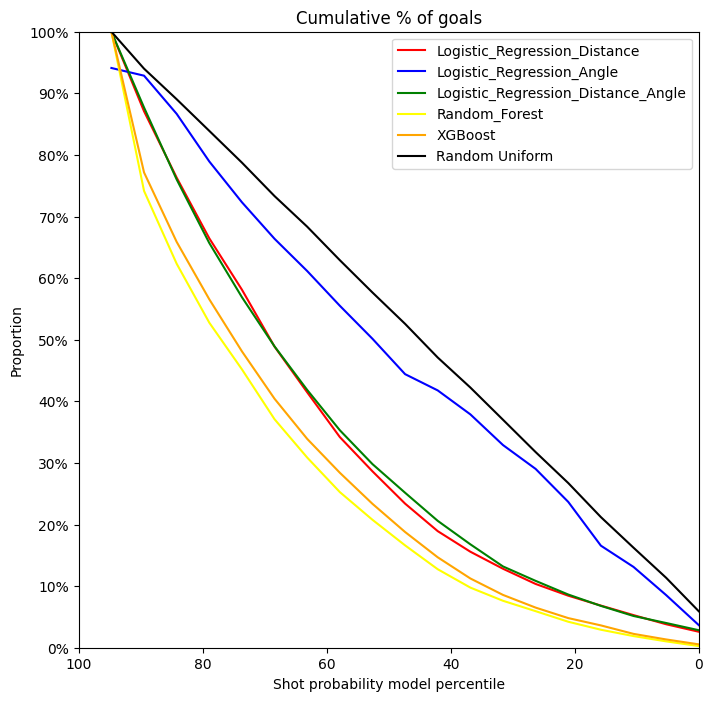 Cumulative % of goals
Logistic_Regression_Distance
Logistic_Regression_Angle
Logistic_Regression_Distance_Angle
Random_Forest
XGBoost
Random Uniform
100%
90%
80%
70%
60%
50%
40%
30%
20%
10%
0%
Proportion
100 80 60 40 20 0
Shot probability model percentile